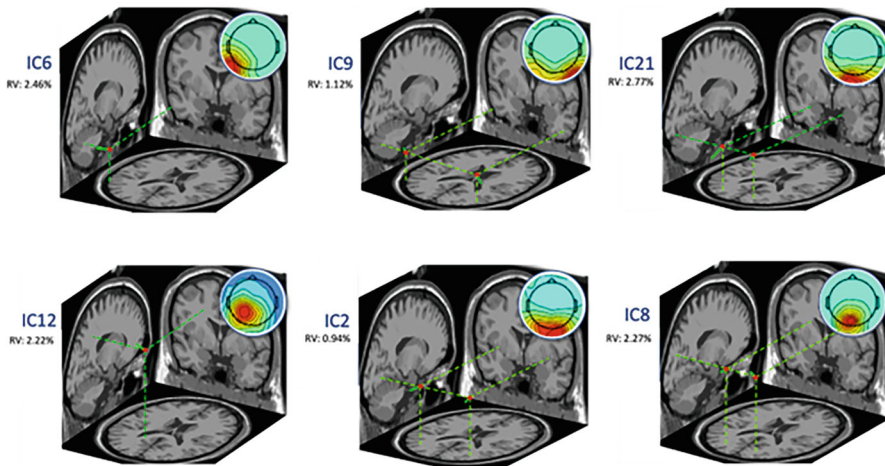 IC6
RV: 2.46%
IC9
RV: 1.12%
IC21
RV: 2.77%
IC12
RV: 2.22%
IC2
RV: 0.94%
IC8
RV: 2.27%